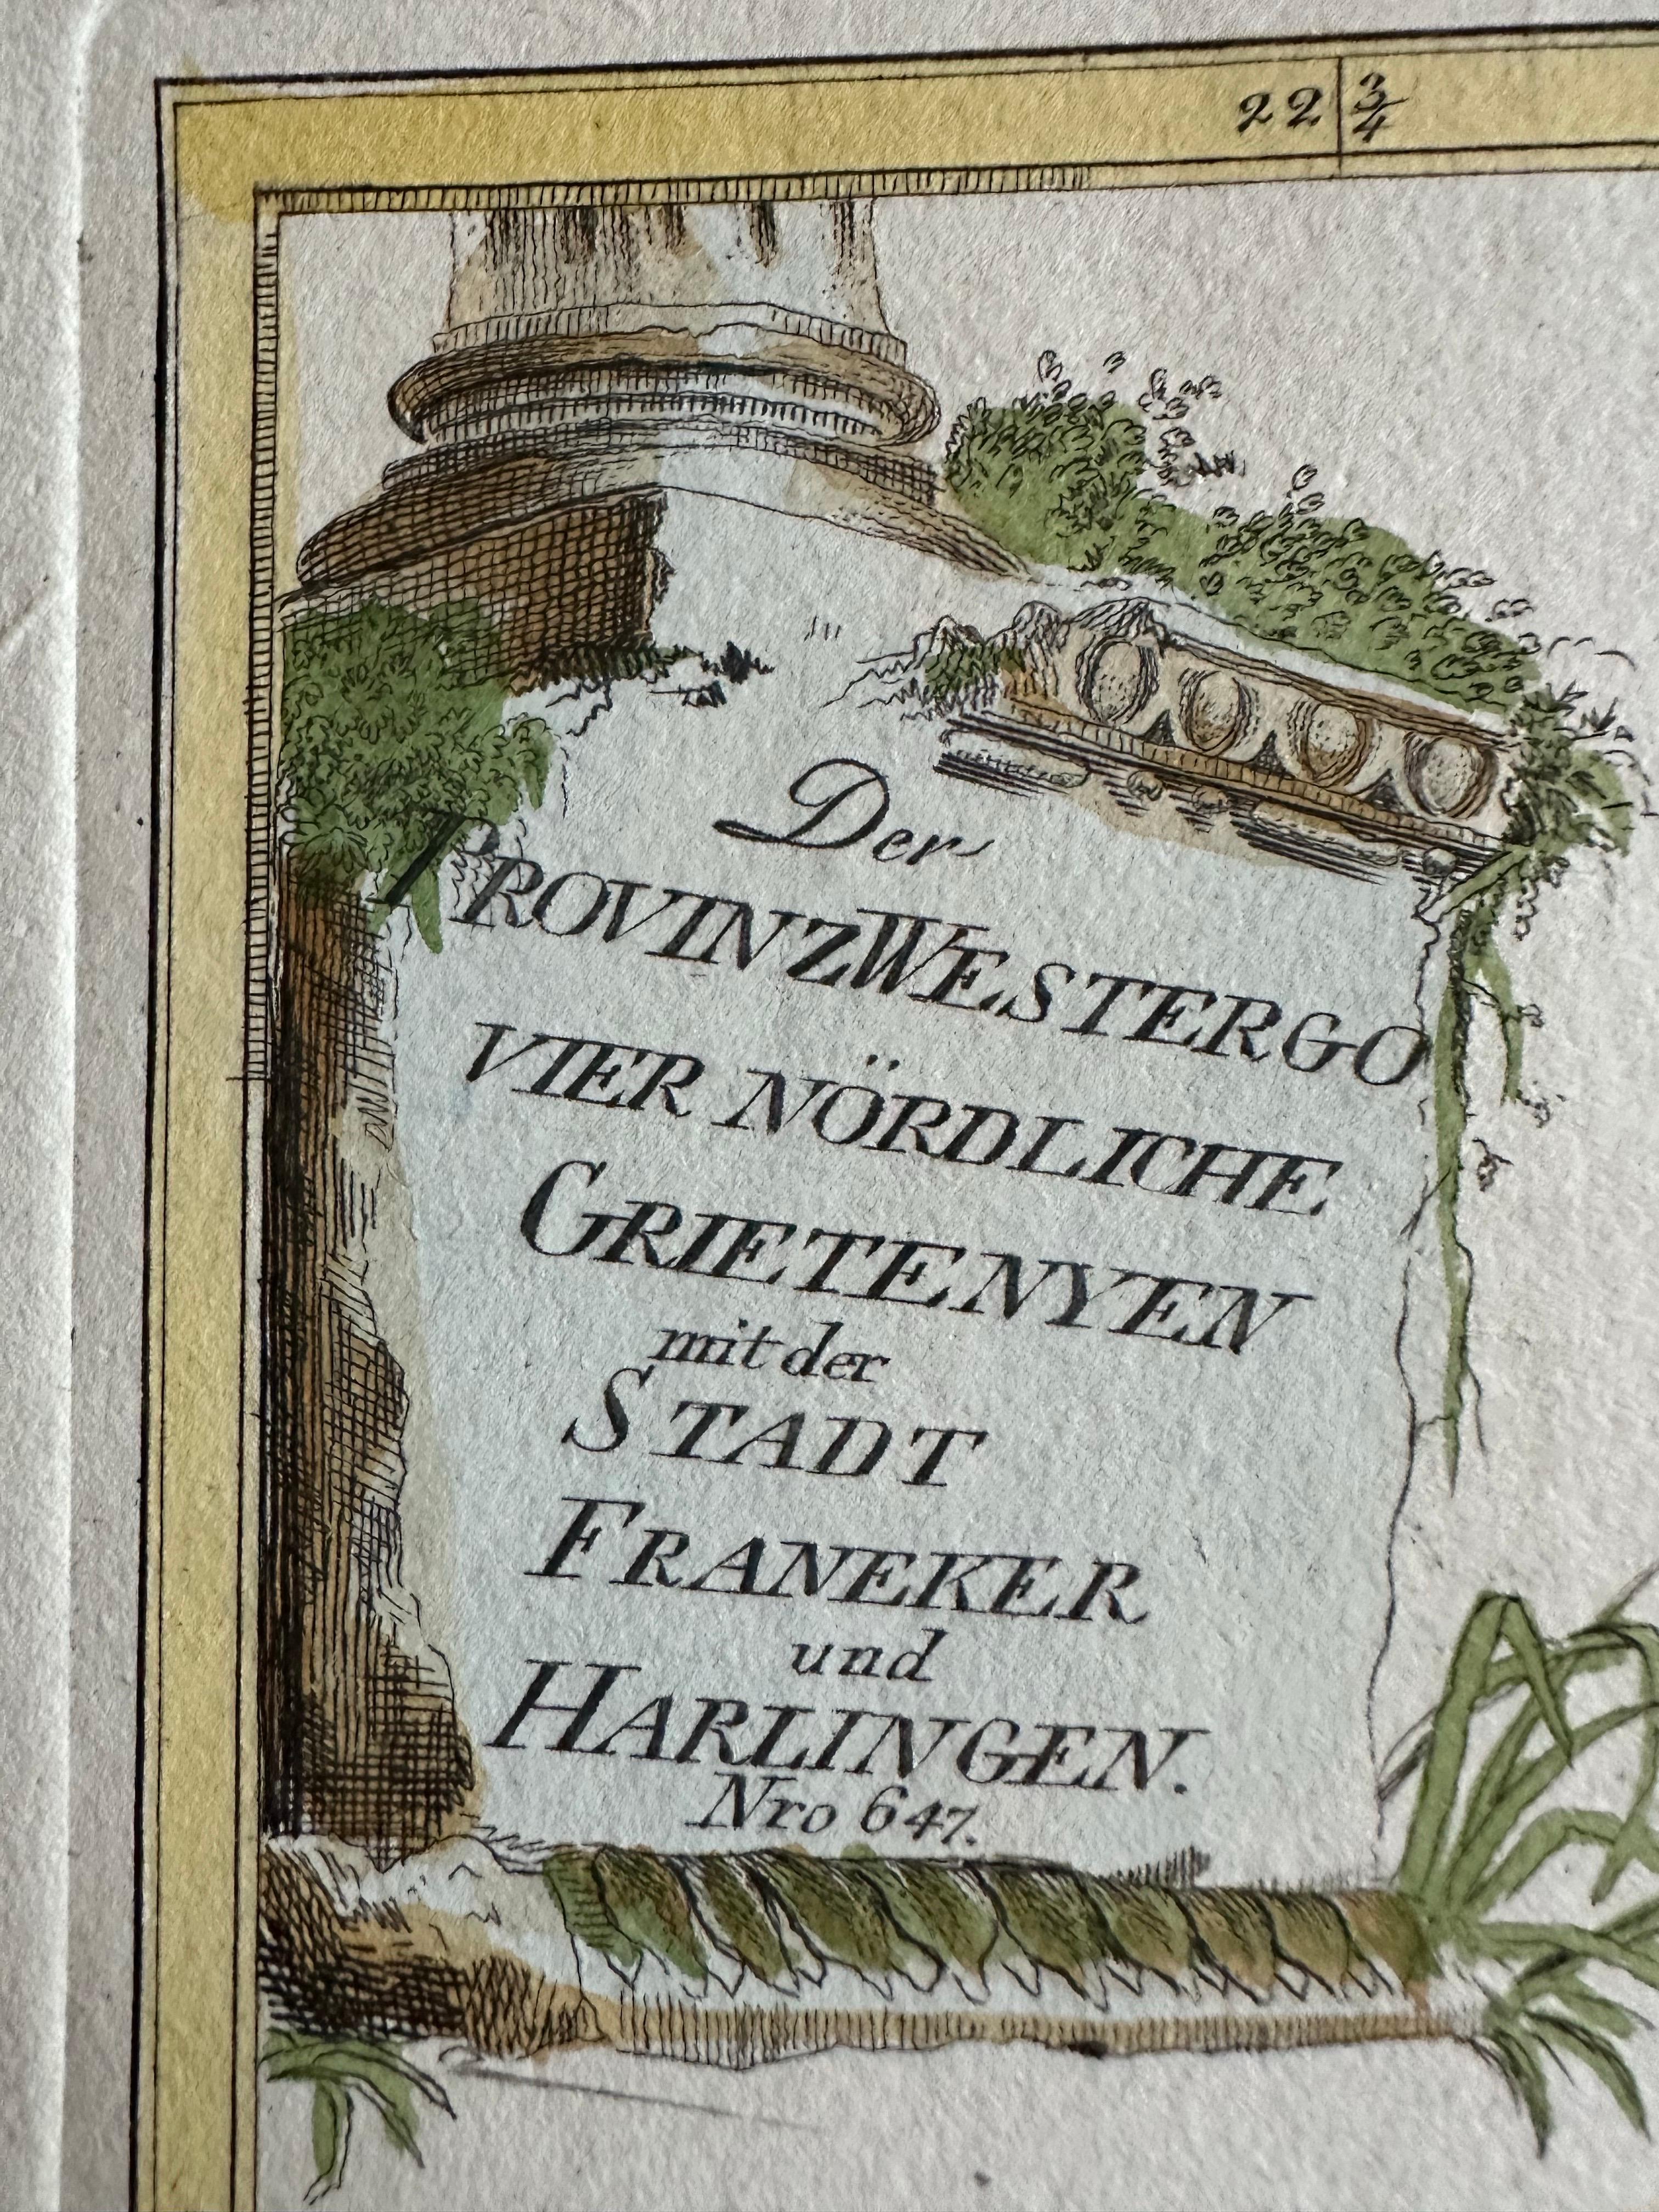 22 3/4
Der
PROVINZ WESTERGO
VIER NÖRDLICHE
GRIETENYEN
mit der
STADT
FRANEKER
und
HARLINGEN.
Nro 647.